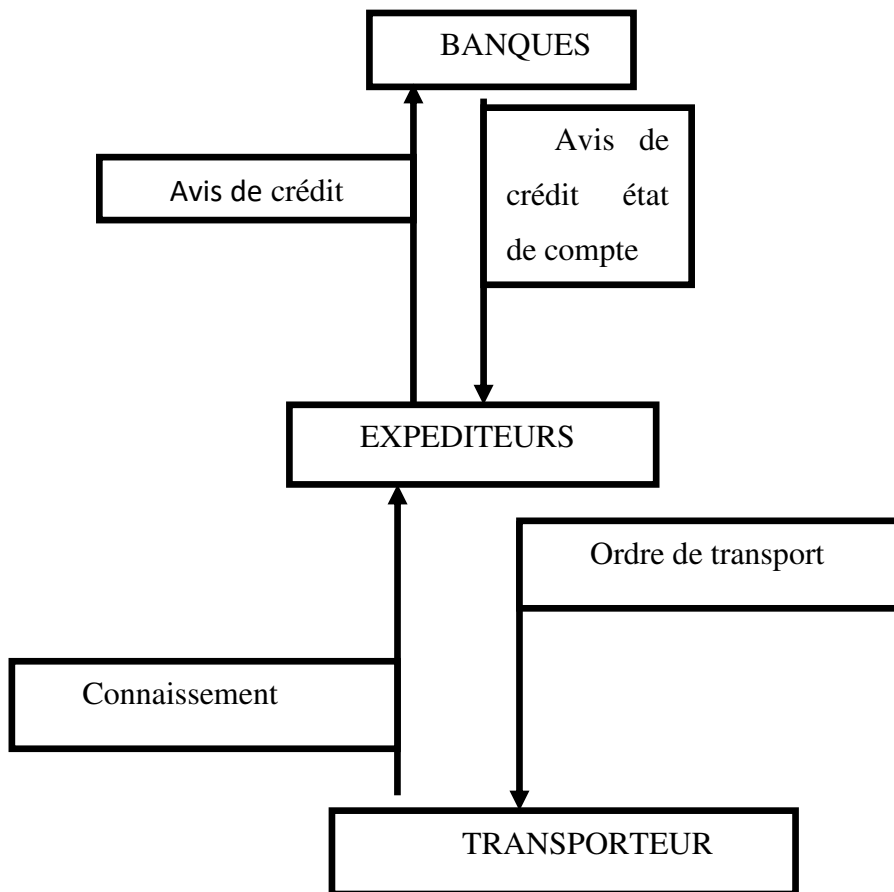 BANQUES
Avis de
crédit état
de compte
Avis de crédit
EXPEDITEURS
Ordre de transport
Connaissement
TRANSPORTEUR